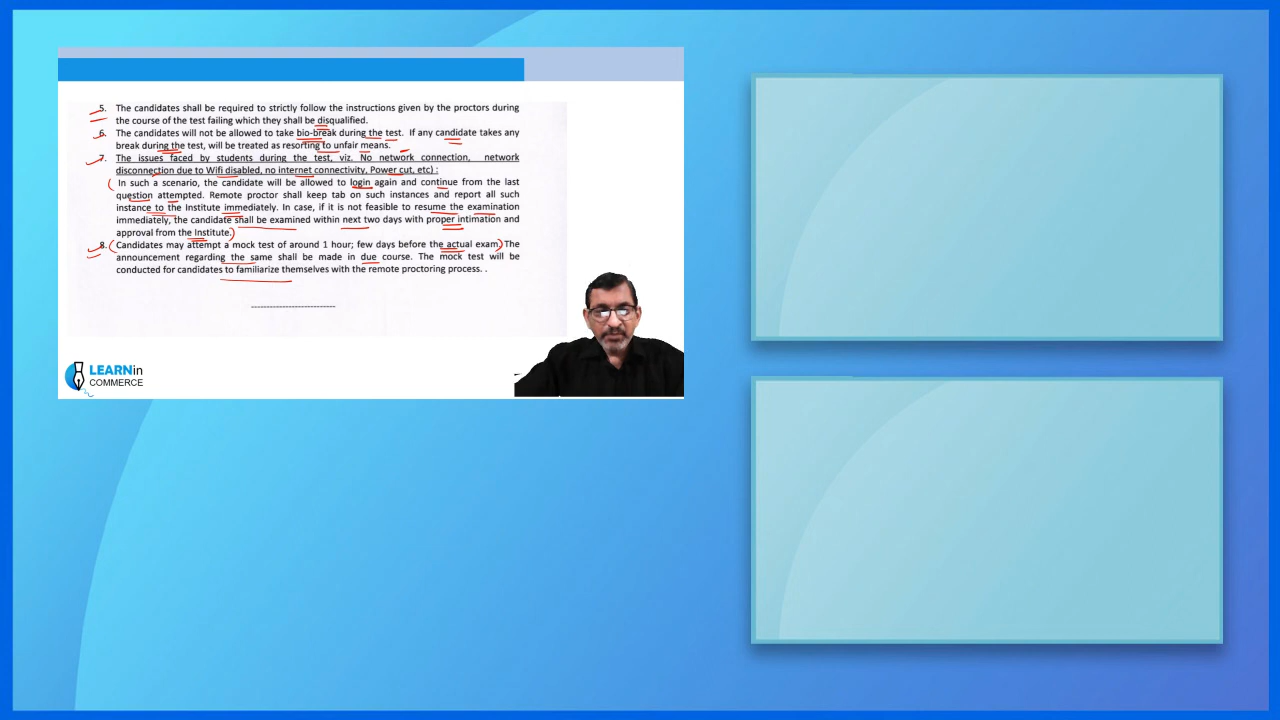 5. The candidates shall be required to strictly follow the instructions given by the proctors during
the course of the test failing which they shall be disqualified.
6. The candidates will not be allowed to take bio-break during the test. If any candidate takes any
break during the test, will be treated as resorting to unfair means.
7. The issues faced by students during the test, viz. No network connection, network
disconnection due to Wifi disabled, no internet connectivity, Power cut, etc) :
In such a scenario, the candidate will be allowed to login again and continue from the last
question attempted. Remote proctor shall keep tab on such instances and report all such
instance to the Institute immediately. In case, if it is not feasible to resume the examination
immediately, the candidate shall be examined within next two days with proper intimation and
approval from the Institute.
8. Candidates may attempt a mock test of around 1 hour; few days before the actual exam. The
announcement regarding the same shall be made in due course. The mock test will be
conducted for candidates to familiarize themselves with the remote proctoring process. .
LEARNin
COMMERCE